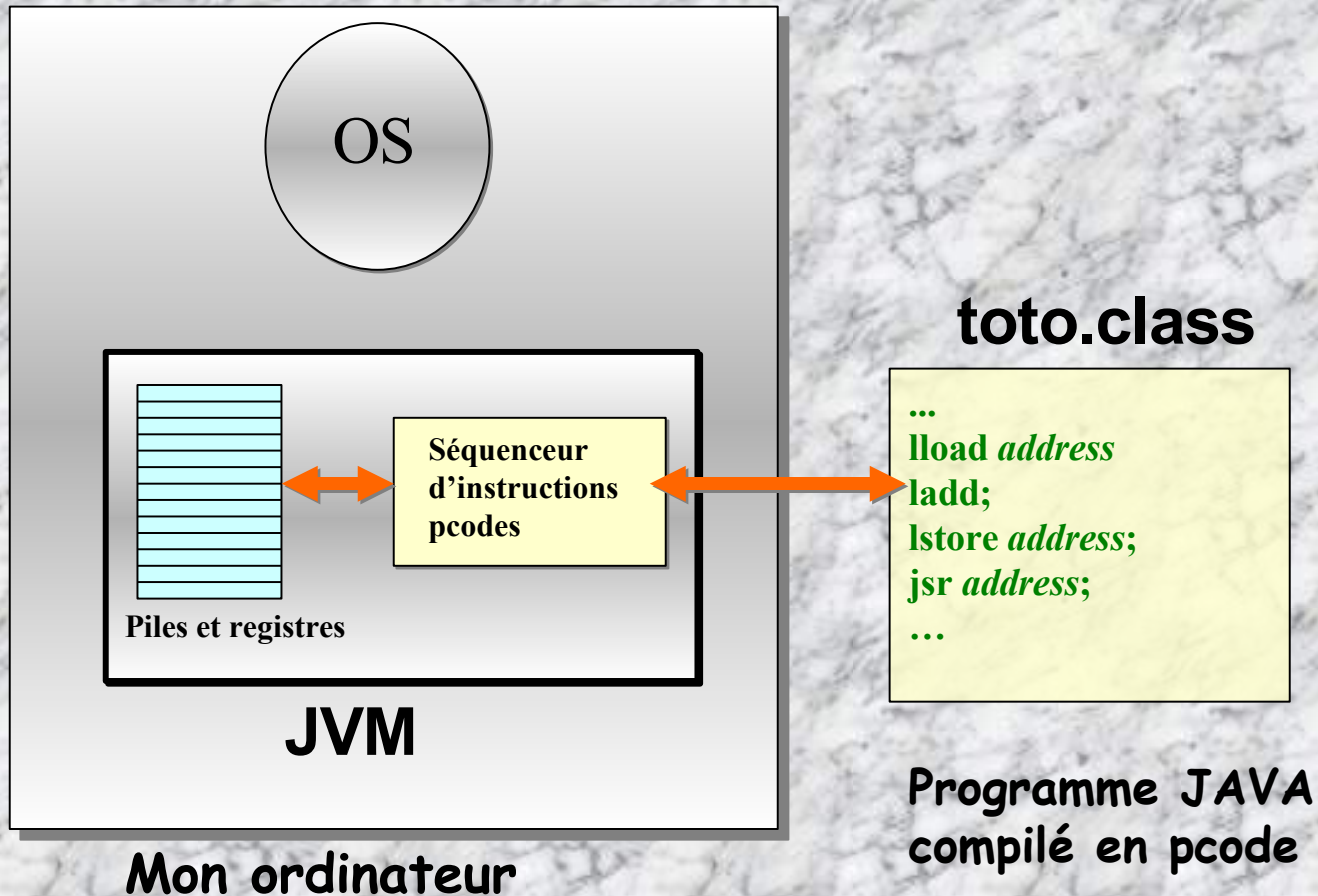 OS
Séquenceur
d’instructions
pcodes
Piles et registres
JVM
Mon ordinateur
toto.class
...
lload address
ladd;
lstore address;
jsr address;
…
Programme JAVA
compilé en pcode